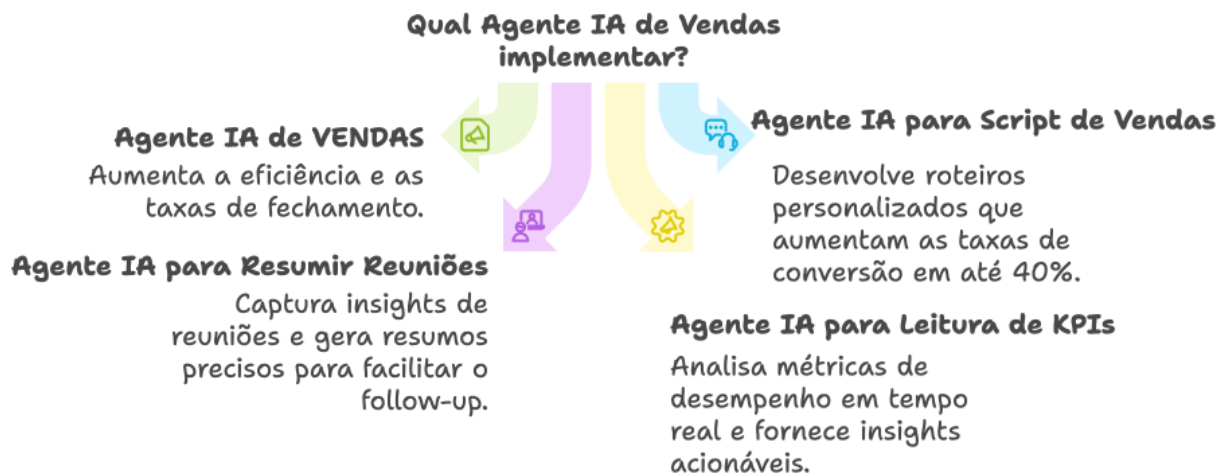 Qual Agente IA de Vendas
implementar?
Agente IA de VENDAS
Aumenta a eficiência e as
taxas de fechamento.
Agente IA para Resumir Reuniões
Captura insights de
reuniões e gera resumos
precisos para facilitar o
follow-up.
Agente IA para Script de Vendas
Desenvolve roteiros
personalizados que
aumentam as taxas de
conversão em até 40%.
Agente IA para Leitura de KPIs
Analisa métricas de
desempenho em tempo
real e fornece insights
acionáveis.